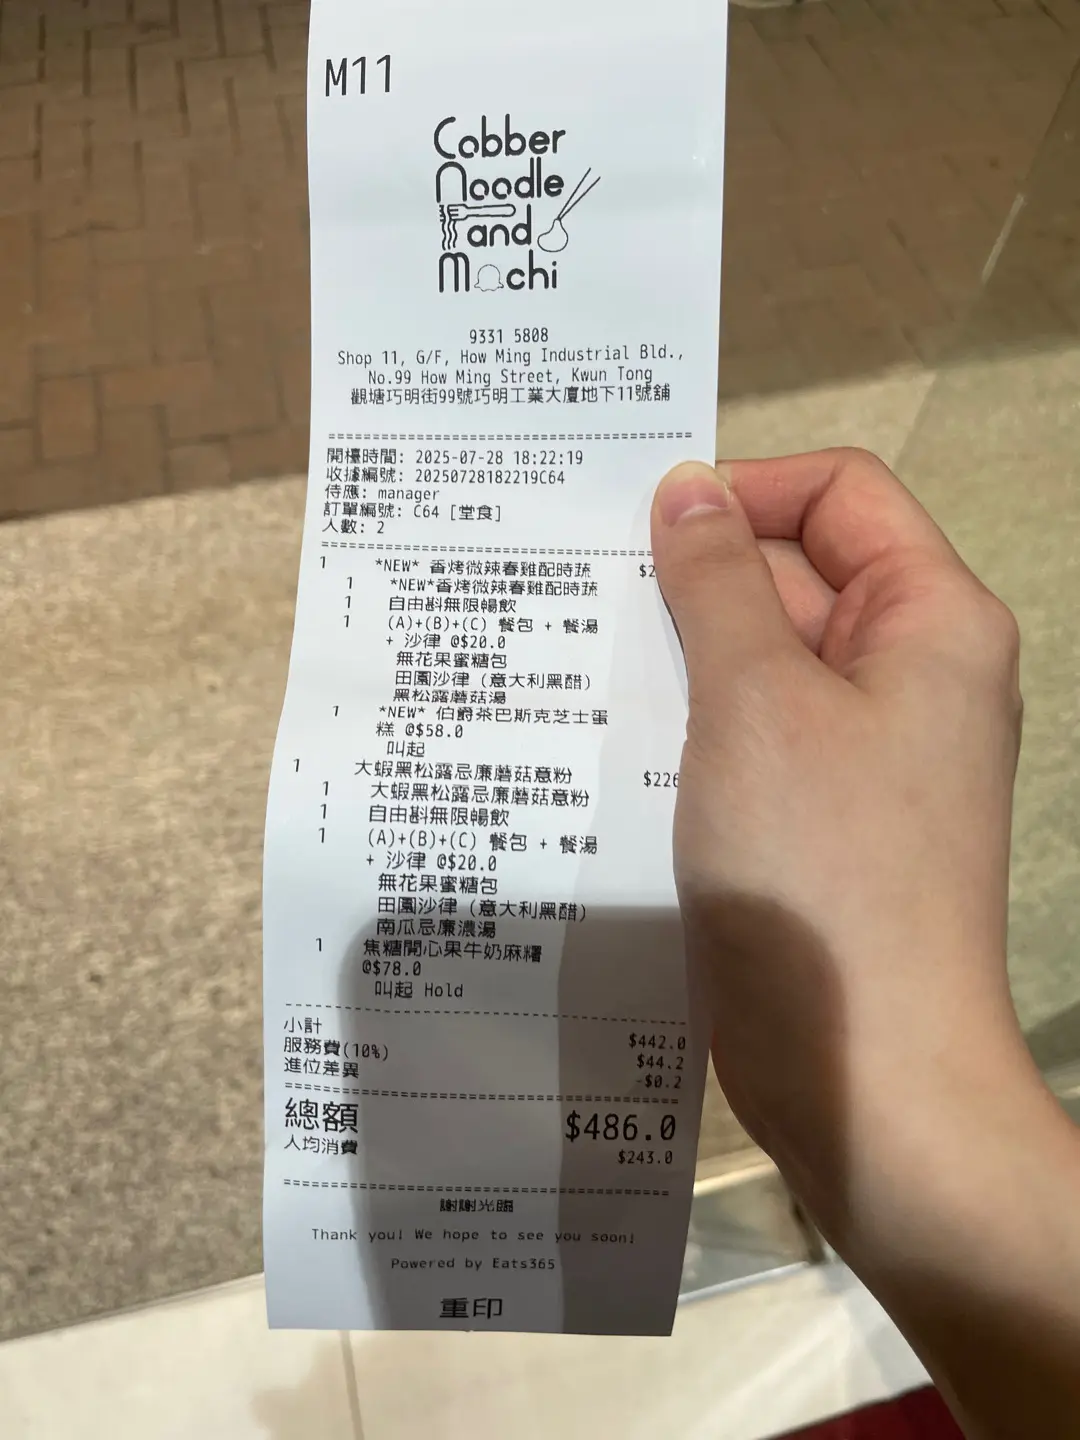 M11
Cobber
Noodle
and
Mochi
9331 5808
Shop 11, G/F, How Ming Industrial Bld.,
No.99 How Ming Street, Kwun Tong
觀塘巧明街99號巧明工業大廈地下11號舖
開檯時間: 2025-07-28 18:22:19
收據編號: 20250728182219C64
侍應: manager
訂單編號: C64 [堂食]
人數: 2
1 *NEW* 香烤微辣春雞配時蔬
1 *NEW*香烤微辣春雞配時蔬
1 自由斟無限暢飲
1 (A)+(B)+(C) 餐包 + 餐湯
+ 沙律 @$20.0
無花果蜜糖包
田園沙律 (意大利黑醋)
黑松露蘑菇湯
1 *NEW* 伯爵茶巴斯克芝士蛋
糕 @$58.0
叫起
1 大蝦黑松露忌廉蘑菇意粉 $226
1 大蝦黑松露忌廉蘑菇意粉
1 自由斟無限暢飲
1 (A)+(B)+(C) 餐包 + 餐湯
+ 沙律 @$20.0
無花果蜜糖包
田園沙律 (意大利黑醋)
南瓜忌廉濃湯
1 焦糖開心果牛奶麻糬
@$78.0
叫起 Hold
小計 $442.0
服務費(10%) $44.2
進位差異 -$0.2
總額 $486.0
人均消費 $243.0
謝謝光臨
Thank you! We hope to see you soon!
Powered by Eats365
重印